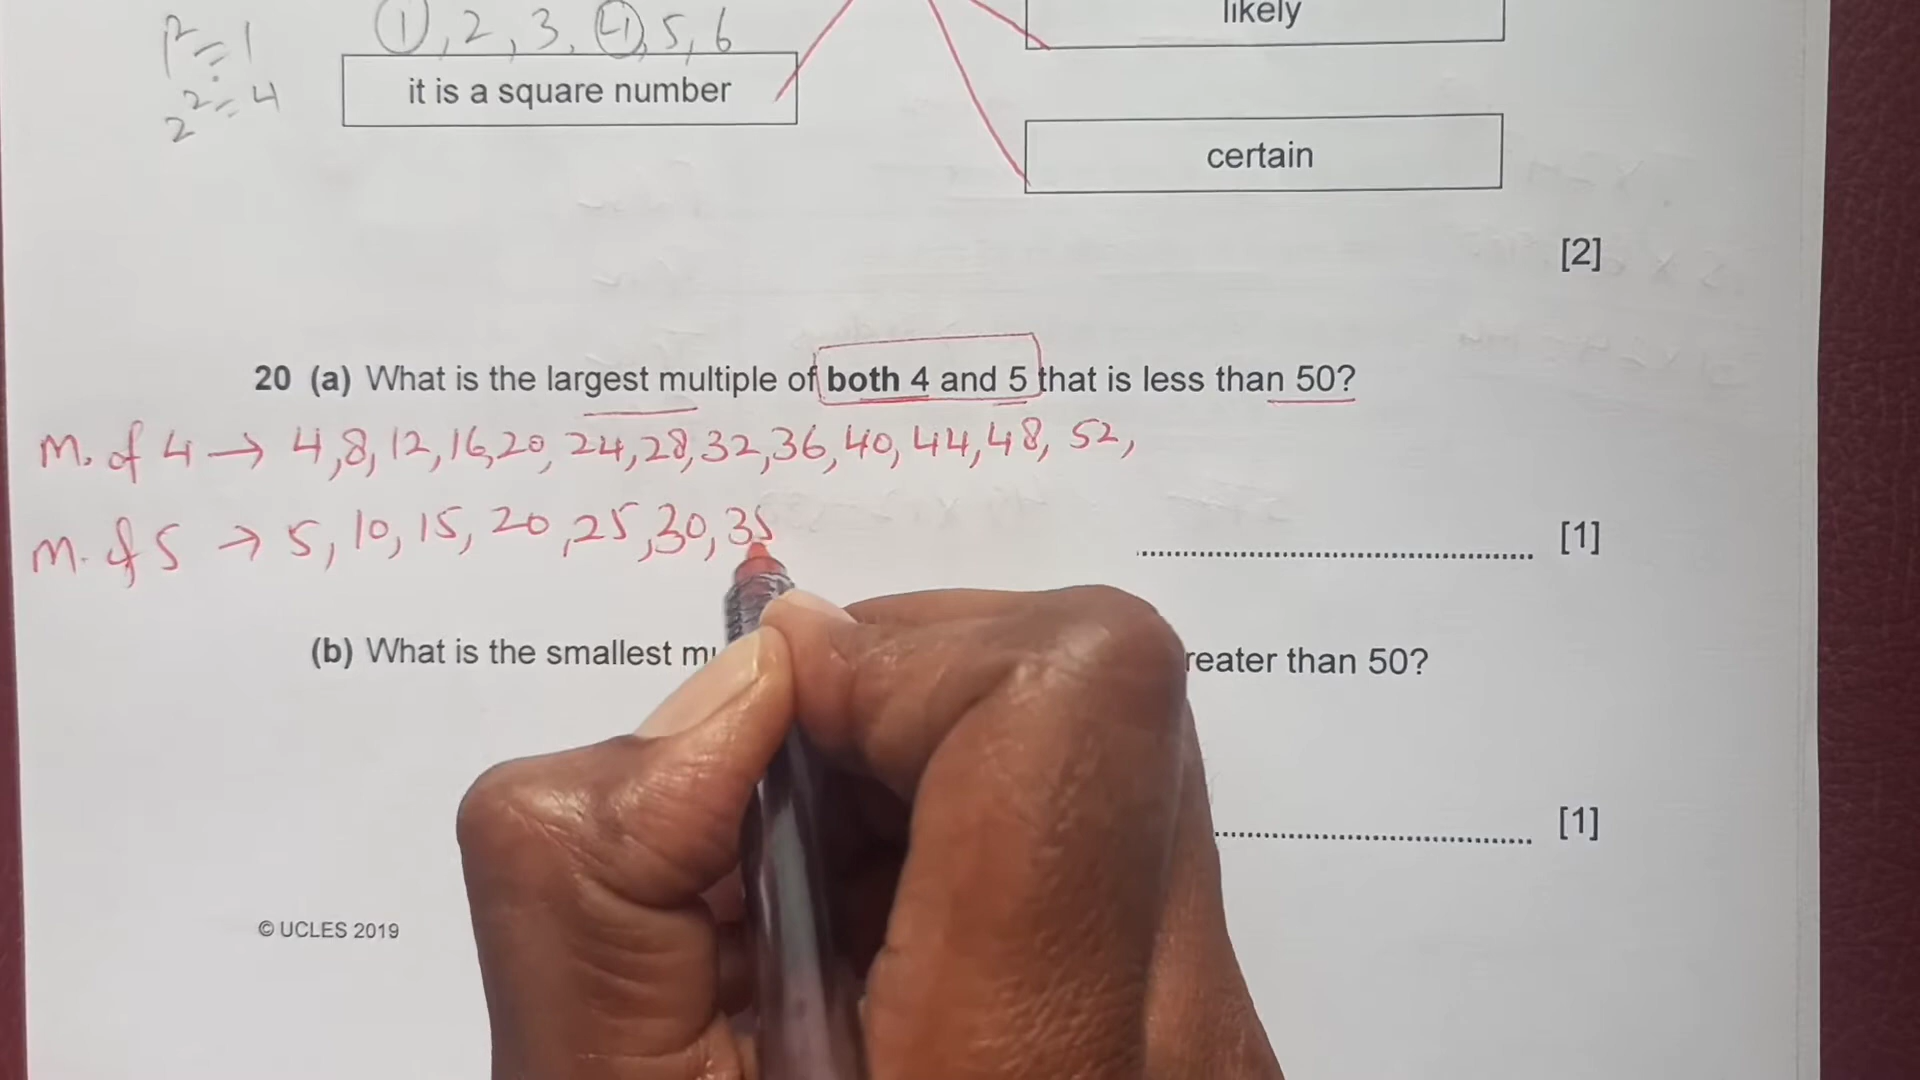 likely
1² = 1
①, 2, 3, ④, 5, 6
2² = 4
it is a square number
certain
[2]
20 (a) What is the largest multiple of both 4 and 5 that is less than 50?
M. of 4 → 4, 8, 12, 16, 20, 24, 28, 32, 36, 40, 44, 48, 52,
M. of 5 → 5, 10, 15, 20, 25, 30, 35
[1]
(b) What is the smallest reater than 50?
[1]
© UCLES 2019